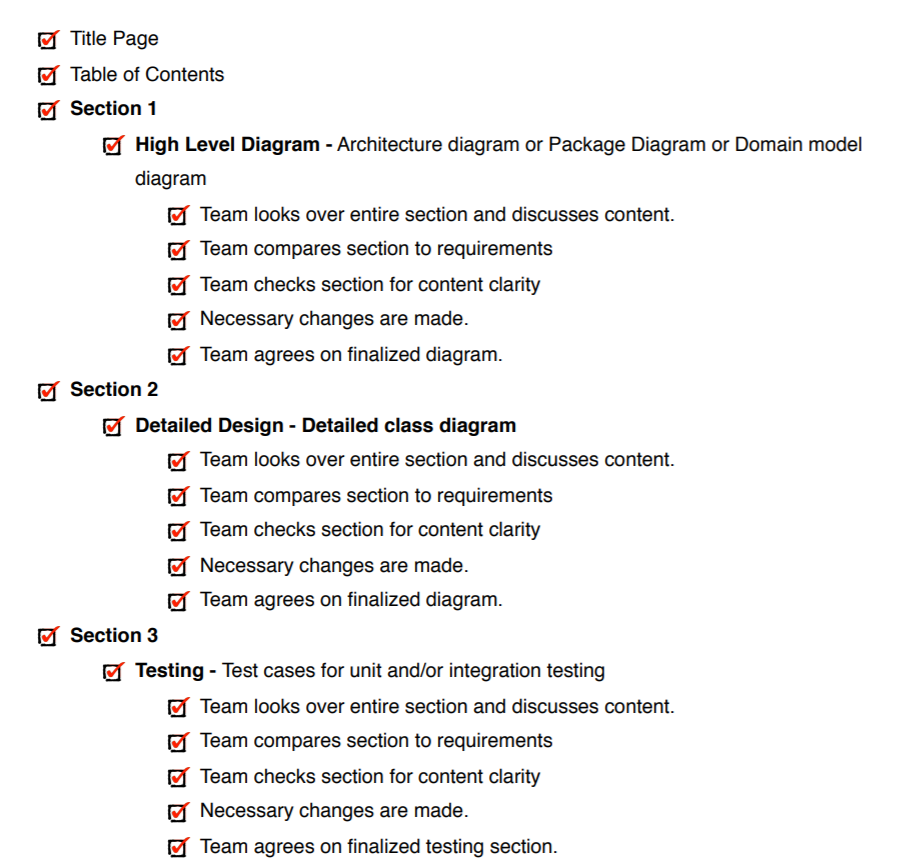 Title Page
Table of Contents
Section 1
High Level Diagram - Architecture diagram or Package Diagram or Domain model
diagram
Team looks over entire section and discusses content.
Team compares section to requirements
Team checks section for content clarity
Necessary changes are made.
Team agrees on finalized diagram.
Section 2
Detailed Design - Detailed class diagram
Team looks over entire section and discusses content.
Team compares section to requirements
Team checks section for content clarity
Necessary changes are made.
Team agrees on finalized diagram.
Section 3
Testing - Test cases for unit and/or integration testing
Team looks over entire section and discusses content.
Team compares section to requirements
Team checks section for content clarity
Necessary changes are made.
Team agrees on finalized testing section.